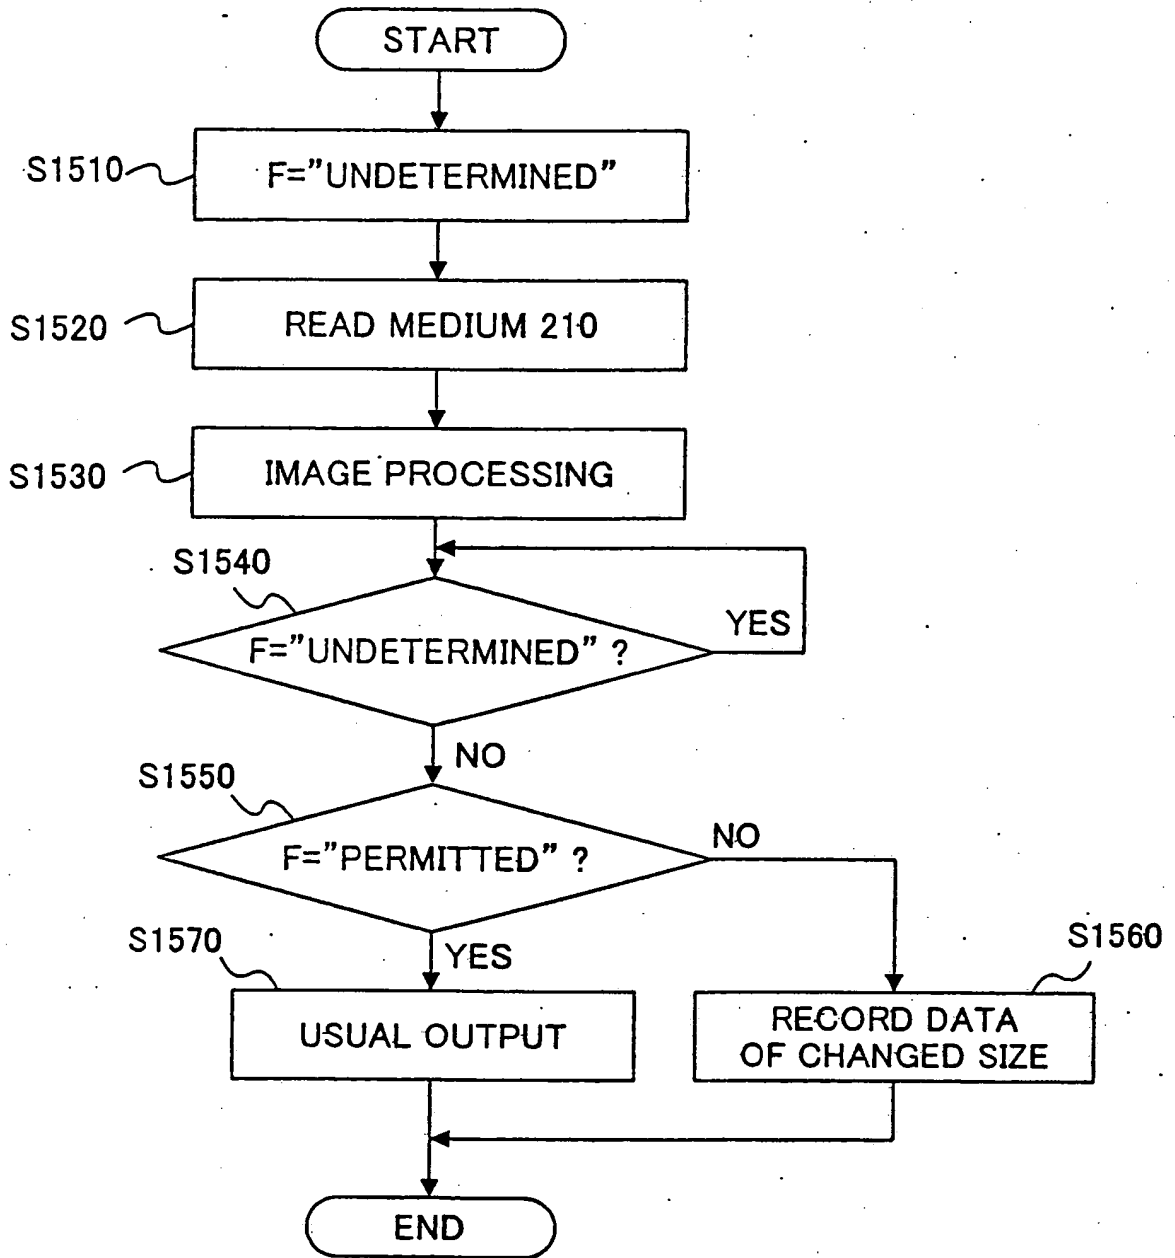 START
S1510
F="UNDETERMINED"
S1520
READ MEDIUM 210
S1530
IMAGE PROCESSING
S1540
YES
F="UNDETERMINED" ?
NO
S1550
NO
F="PERMITTED" ?
S1570
YES
S1560
USUAL OUTPUT
RECORD DATA
OF CHANGED SIZE
END